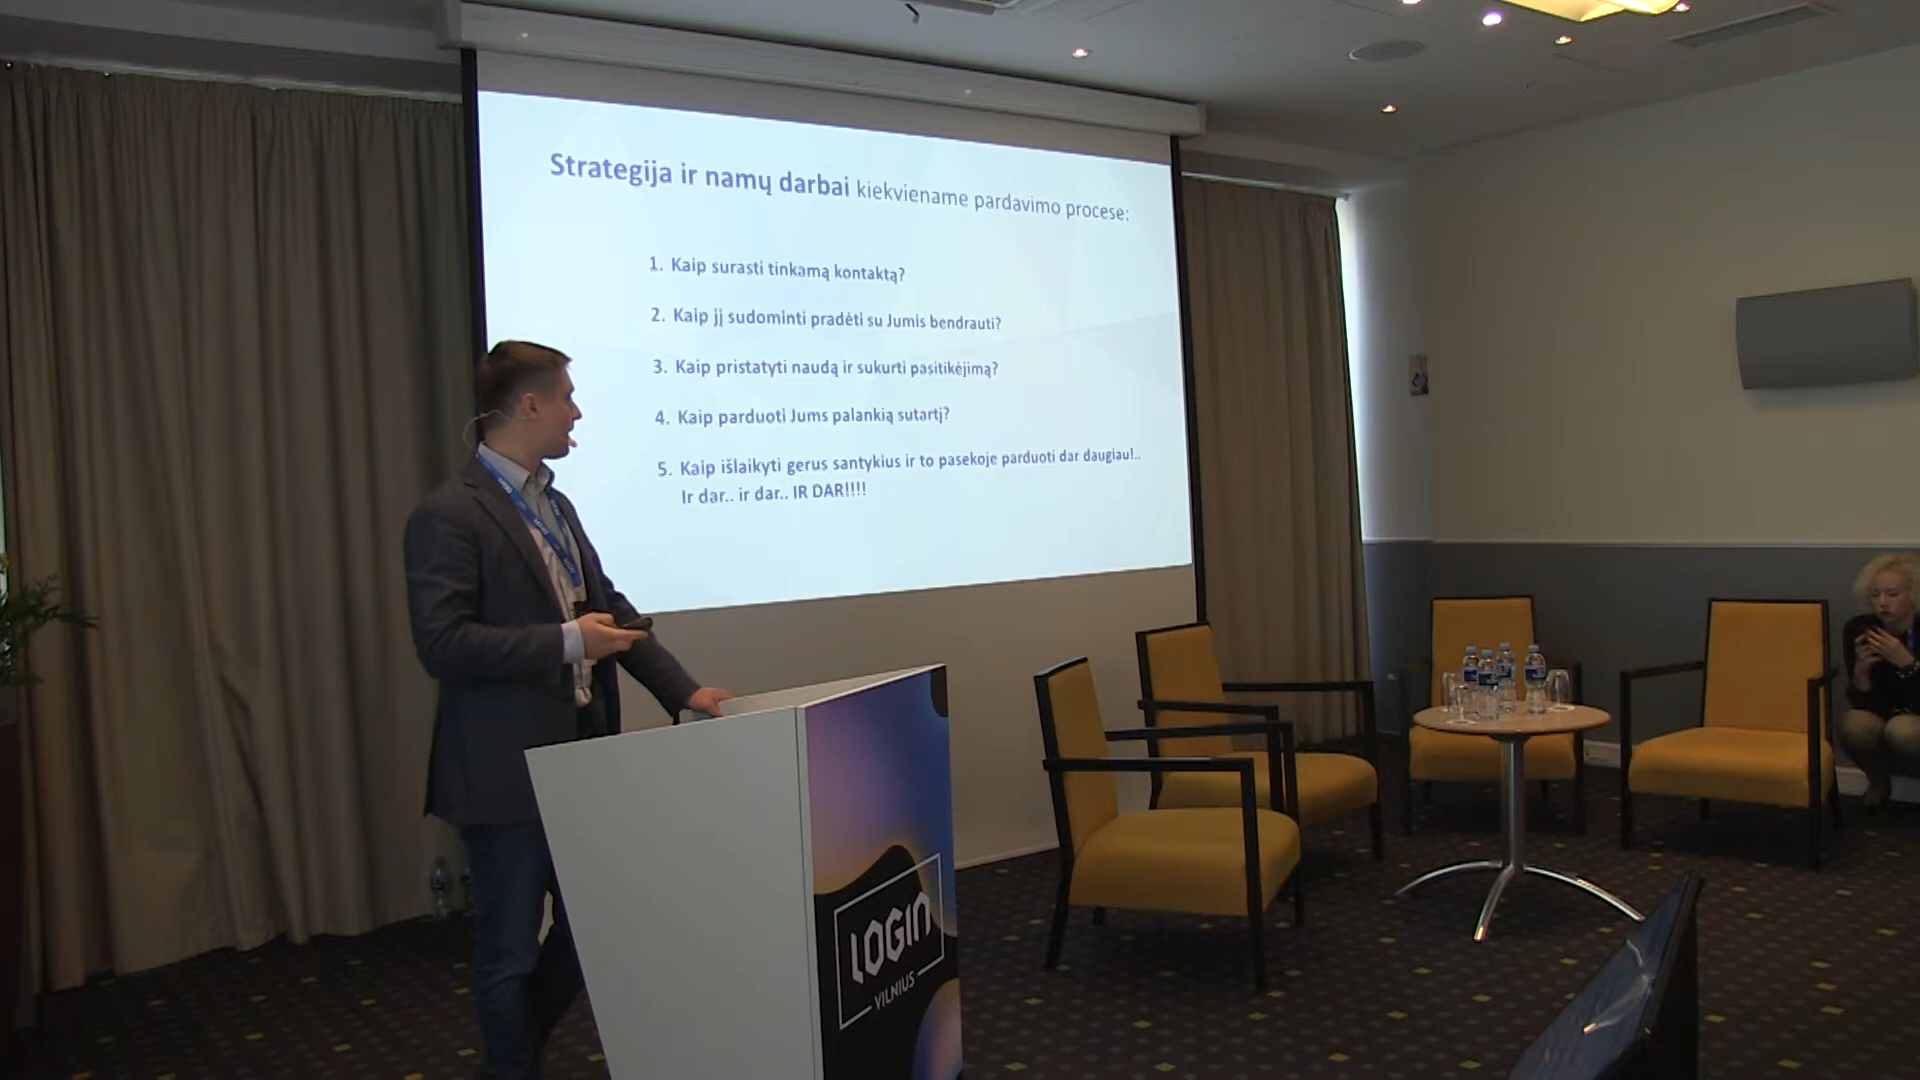 Strategija ir namų darbai kiekviename pardavimo procese:
1. Kaip surasti tinkamą kontaktą?
2. Kaip jį sudominti pradėti su Jumis bendrauti?
3. Kaip pristatyti naudą ir sukurti pasitikėjimą?
4. Kaip parduoti Jums palankią sutartį?
5. Kaip išlaikyti gerus santykius ir to pasekoje parduoti dar daugiau!..
Ir dar.. ir dar.. IR DAR!!!!
LOGIN
VILNIUS